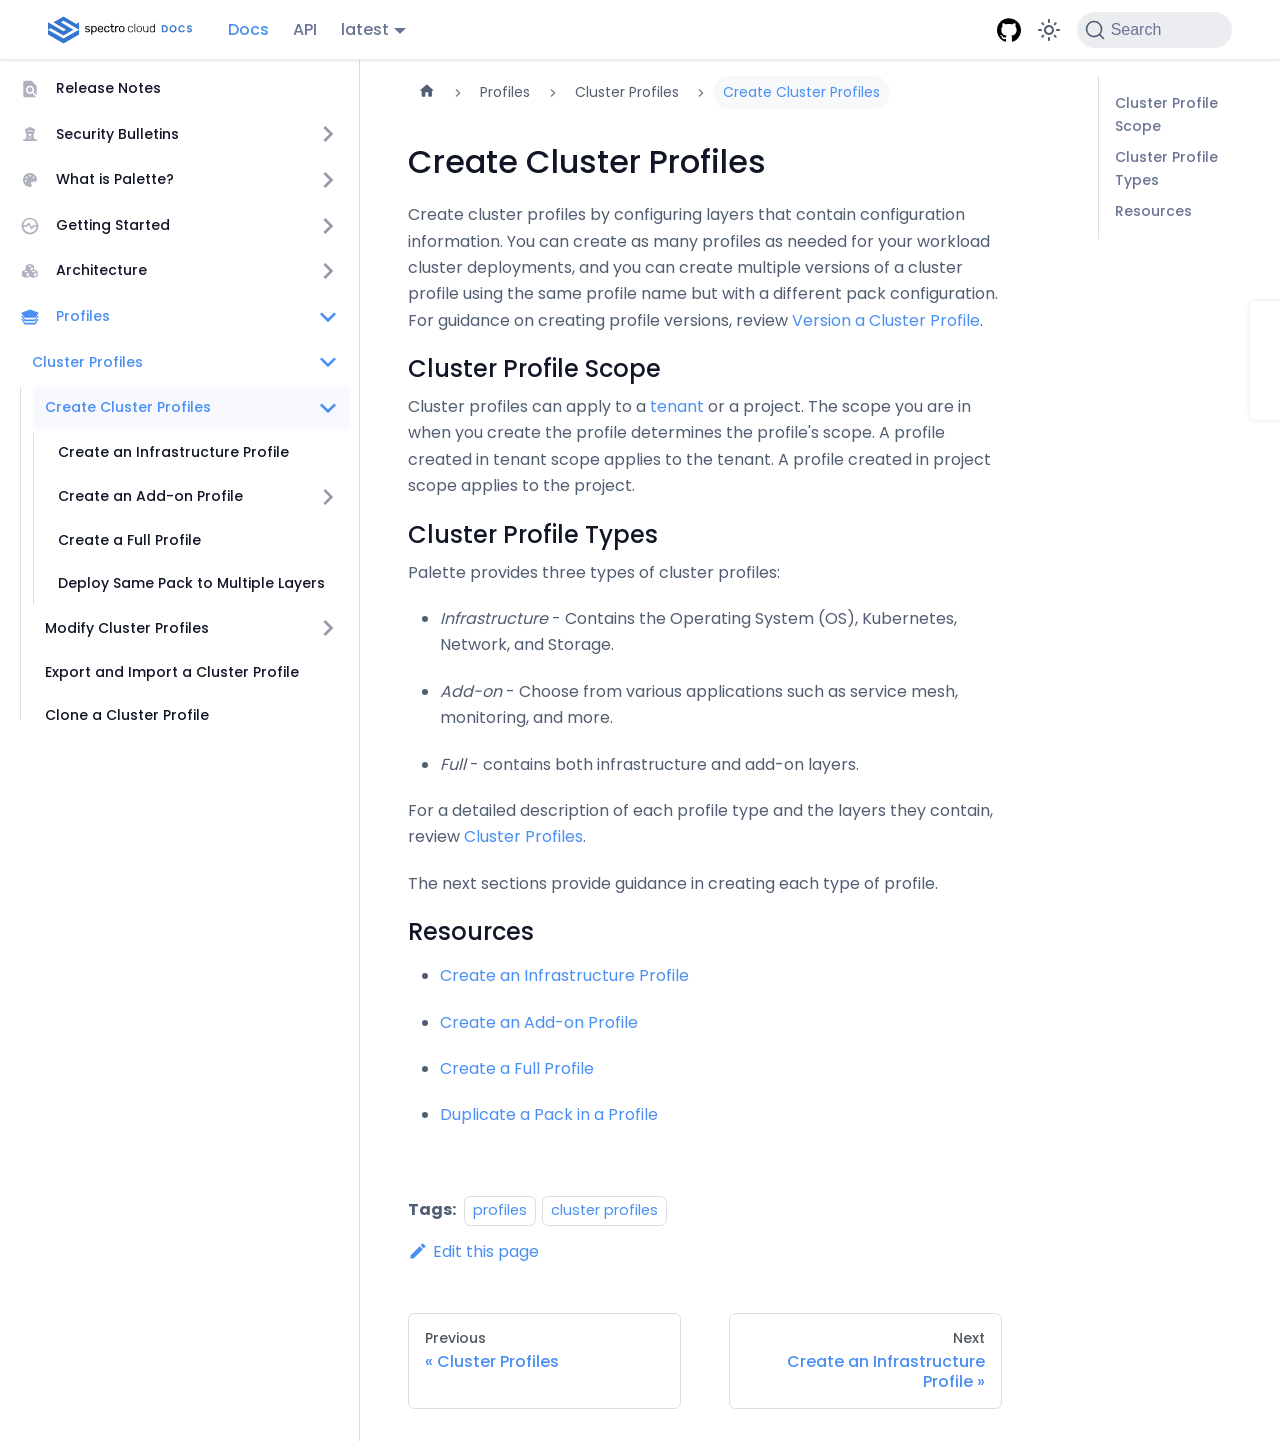 spectro cloud DOCS
Docs
API
latest
Search
Release Notes
Security Bulletins
What is Palette?
Getting Started
Architecture
Profiles
Cluster Profiles
Create Cluster Profiles
Create an Infrastructure Profile
Create an Add-on Profile
Create a Full Profile
Deploy Same Pack to Multiple Layers
Modify Cluster Profiles
Export and Import a Cluster Profile
Clone a Cluster Profile
Profiles
Cluster Profiles
Create Cluster Profiles
Create Cluster Profiles
Create cluster profiles by configuring layers that contain configuration
information. You can create as many profiles as needed for your workload
cluster deployments, and you can create multiple versions of a cluster
profile using the same profile name but with a different pack configuration.
For guidance on creating profile versions, review Version a Cluster Profile.
Cluster Profile Scope
Cluster profiles can apply to a tenant or a project. The scope you are in
when you create the profile determines the profile's scope. A profile
created in tenant scope applies to the tenant. A profile created in project
scope applies to the project.
Cluster Profile Types
Palette provides three types of cluster profiles:
Infrastructure - Contains the Operating System (OS), Kubernetes,
Network, and Storage.
Add-on - Choose from various applications such as service mesh,
monitoring, and more.
Full - contains both infrastructure and add-on layers.
For a detailed description of each profile type and the layers they contain,
review Cluster Profiles.
The next sections provide guidance in creating each type of profile.
Resources
Create an Infrastructure Profile
Create an Add-on Profile
Create a Full Profile
Duplicate a Pack in a Profile
Tags: profiles cluster profiles
Edit this page
Previous
« Cluster Profiles
Next
Create an Infrastructure
Profile »
Cluster Profile
Scope
Cluster Profile
Types
Resources